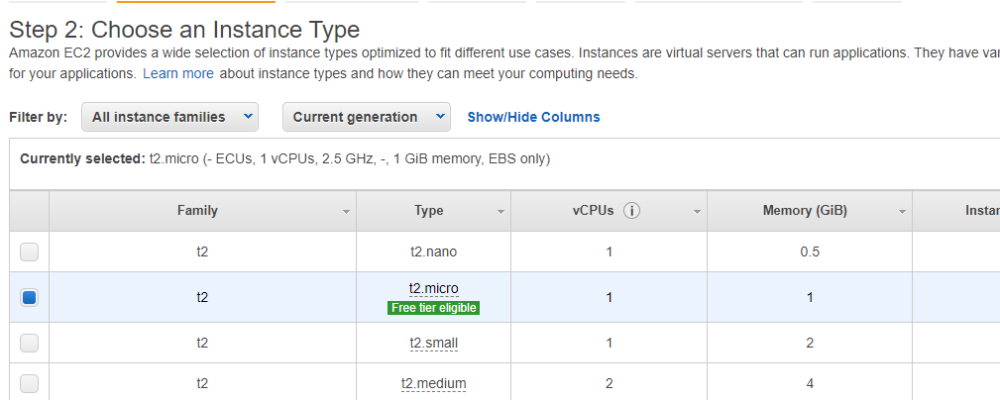 Step 2: Choose an Instance Type
Amazon EC2 provides a wide selection of instance types optimized to fit different use cases. Instances are virtual servers that can run applications. They have
for your applications. Learn more about instance types and how they can meet your computing needs.
Filter by: All instance families Current generation Show/Hide Columns
Currently selected: t2.micro (- ECUs, 1 vCPUs, 2.5 GHz, -, 1 GiB memory, EBS only)
Family Type vCPUs i Memory (GiB)
t2 t2.nano 1 0.5
t2 t2.micro 1 1
Free tier eligible
t2 t2.small 1 2
t2 t2.medium 2 4